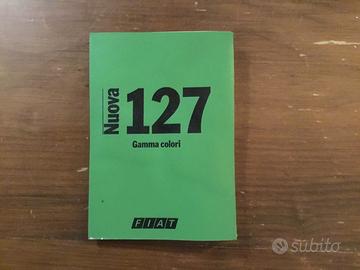 Nuova
127
Gamma colori
FIAT
subito